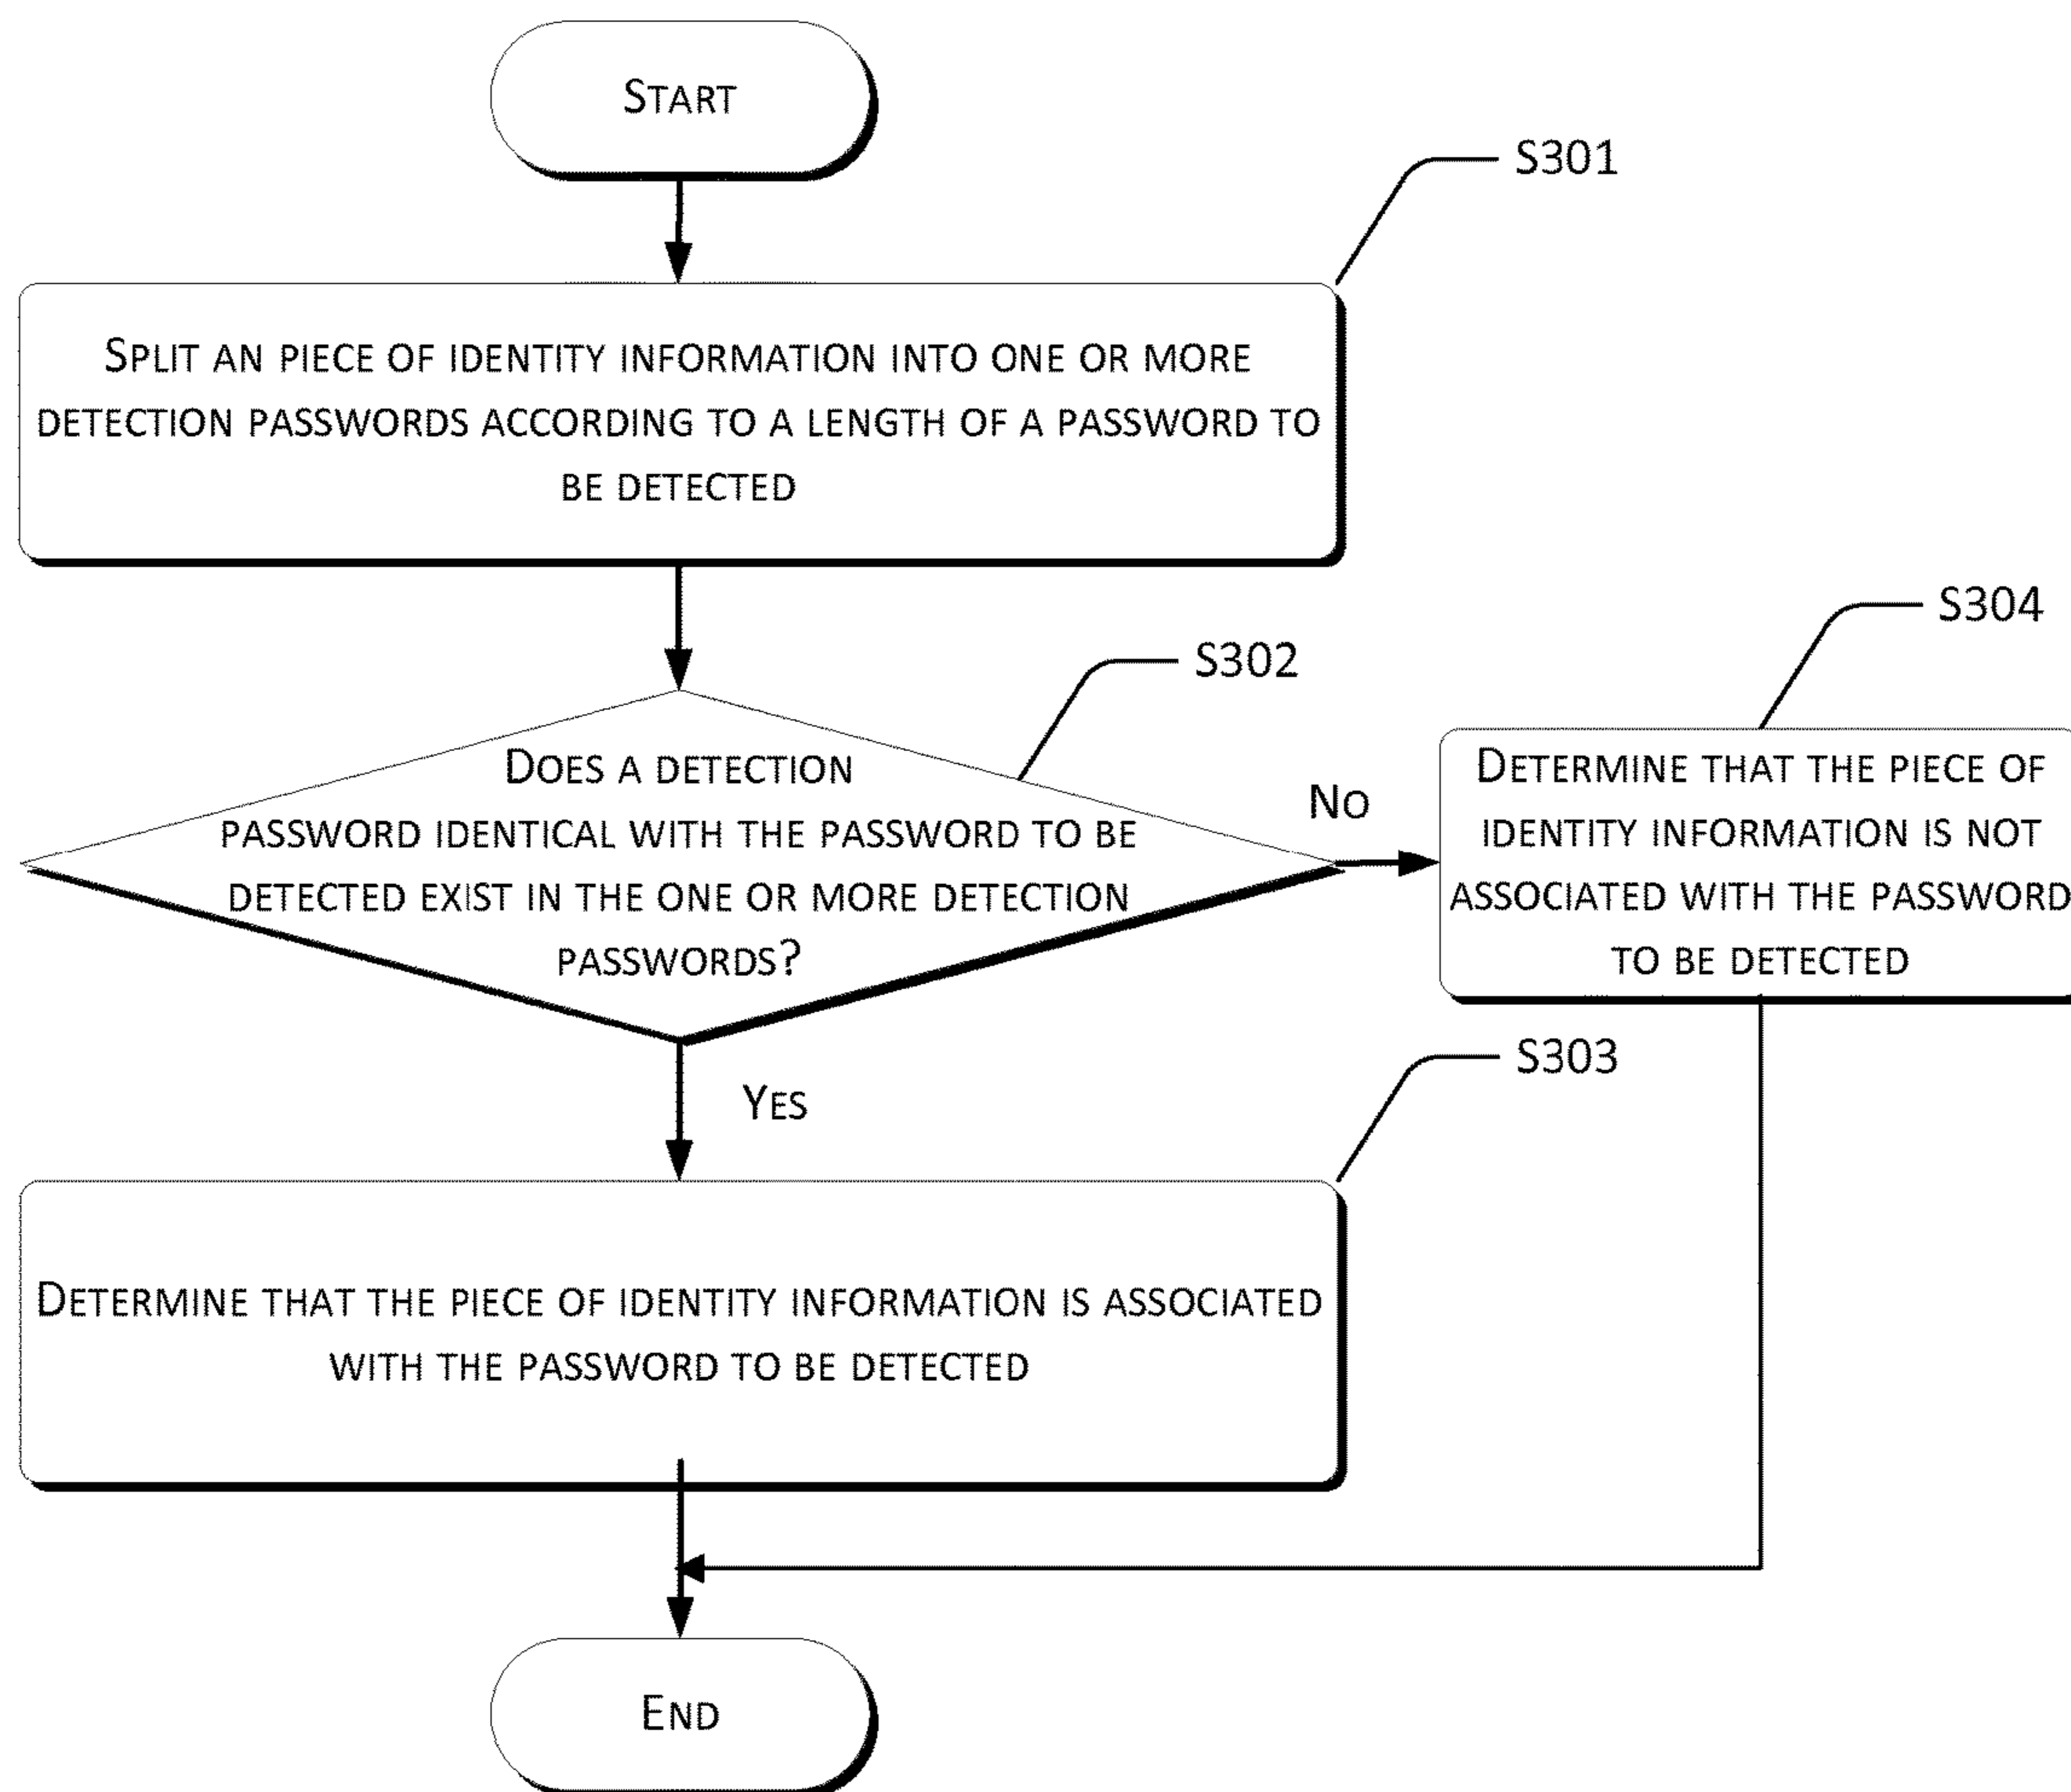 START
S301
SPLIT AN PIECE OF IDENTITY INFORMATION INTO ONE OR MORE
DETECTION PASSWORDS ACCORDING TO A LENGTH OF A PASSWORD TO
BE DETECTED
S302
DOES A DETECTION
PASSWORD IDENTICAL WITH THE PASSWORD TO BE
DETECTED EXIST IN THE ONE OR MORE DETECTION
PASSWORDS?
NO
S304
DETERMINE THAT THE PIECE OF
IDENTITY INFORMATION IS NOT
ASSOCIATED WITH THE PASSWORD
TO BE DETECTED
YES
S303
DETERMINE THAT THE PIECE OF IDENTITY INFORMATION IS ASSOCIATED
WITH THE PASSWORD TO BE DETECTED
END